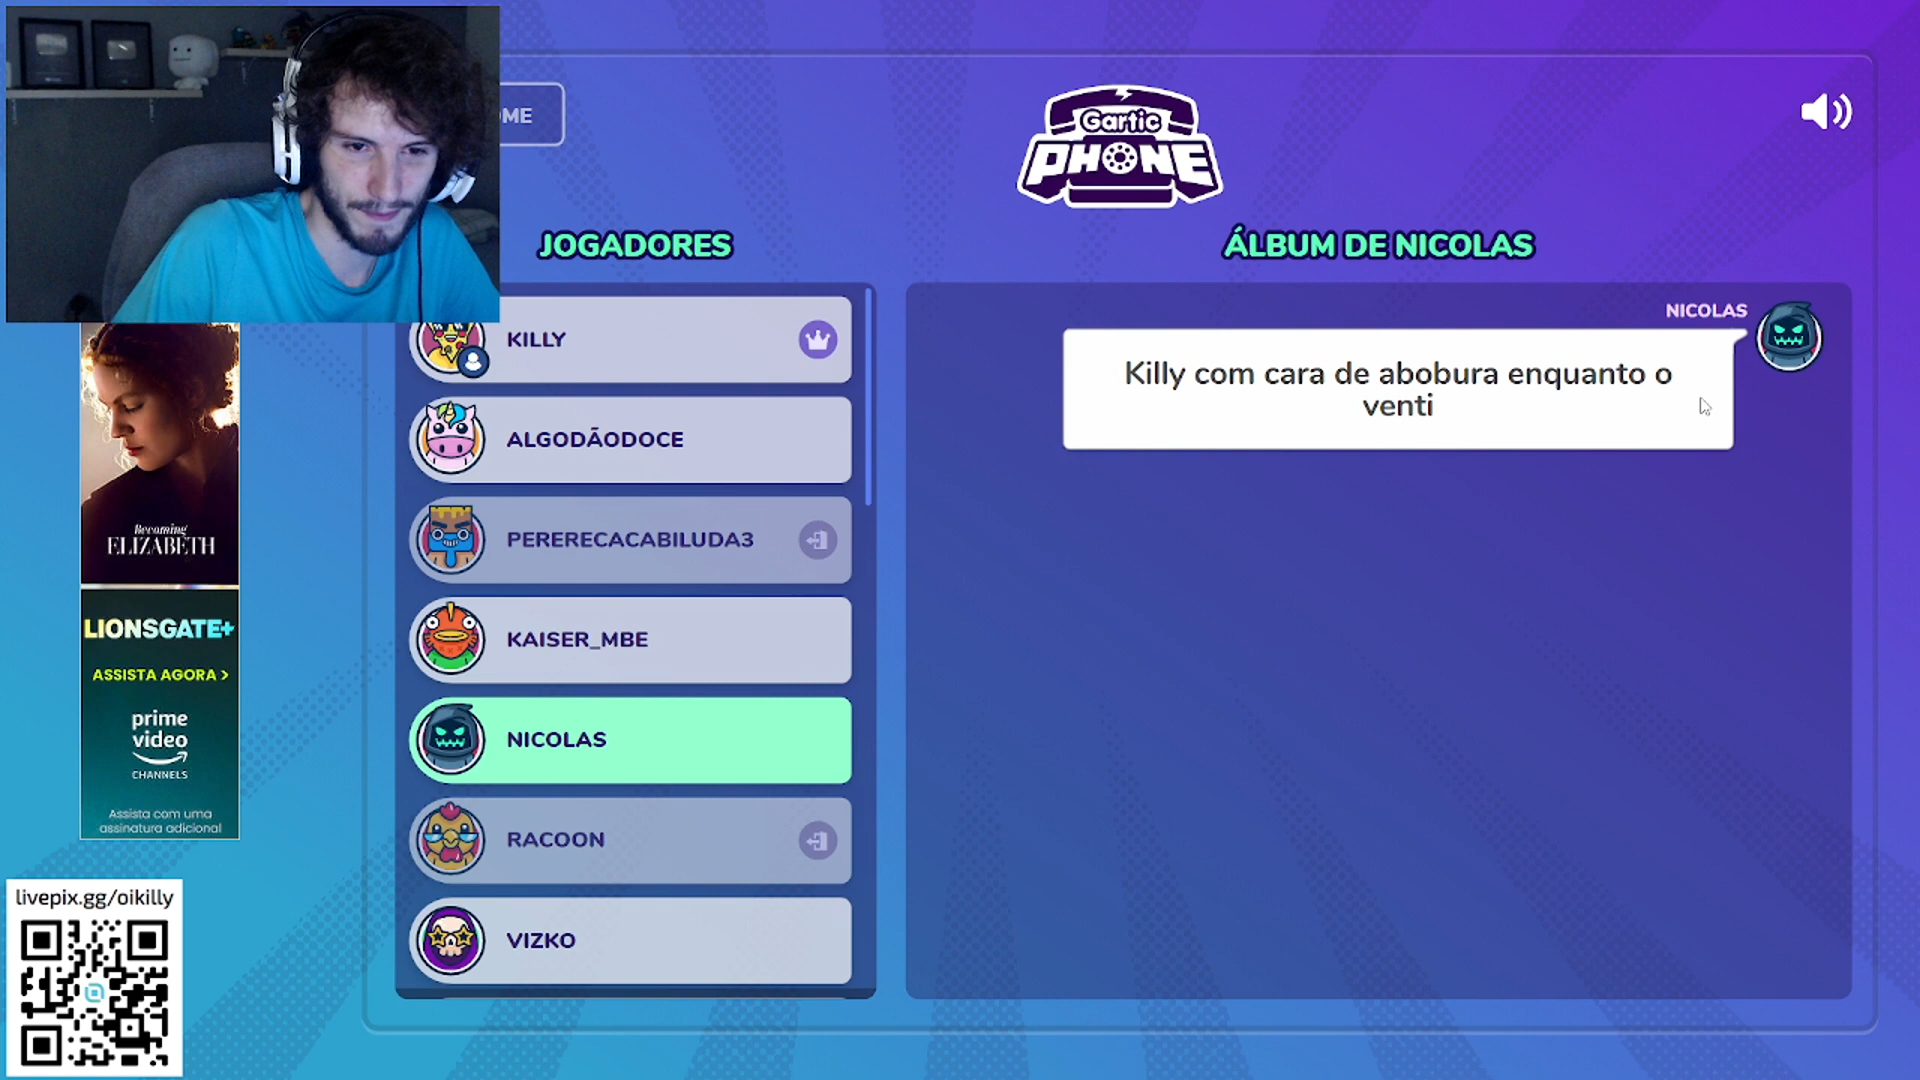 OME
Gartic
PHONE
JOGADORES
KILLY
ALGODÃODOCE
PERERECACABILUDA3
KAISER_MBE
NICOLAS
RACOON
VIZKO
ÁLBUM DE NICOLAS
NICOLAS
Killy com cara de abobura enquanto o
venti
Becoming
ELIZABETH
LIONSGATE+
ASSISTA AGORA >
prime
video
CHANNELS
Assista com uma
assinatura adicional
livepix.gg/oikilly